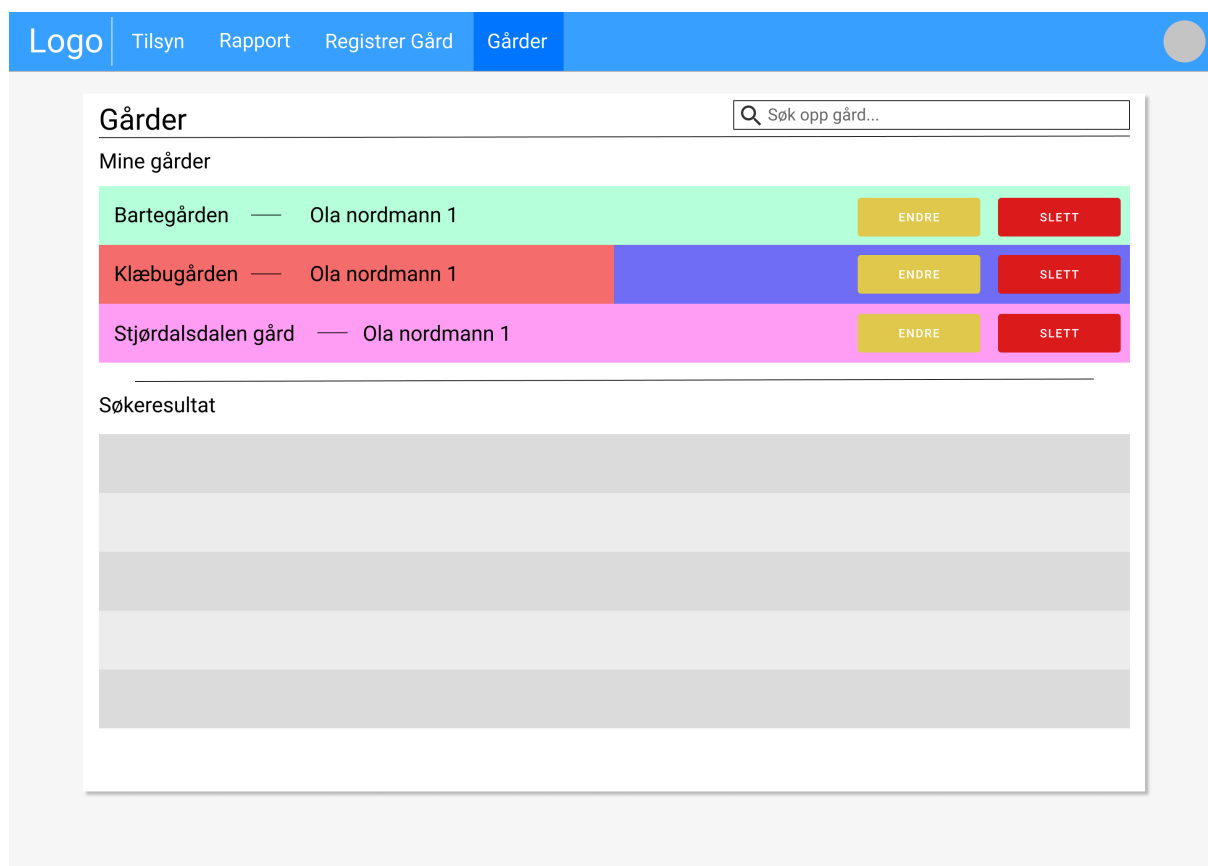 Logo Tilsyn Rapport Registrer Gård Gårder
Gårder Søk opp gård...
Mine gårder
Bartegården — Ola nordmann 1 ENDRE SLETT
Klæbugården — Ola nordmann 1 ENDRE SLETT
Stjørdalsdalen gård — Ola nordmann 1 ENDRE SLETT
Søkeresultat